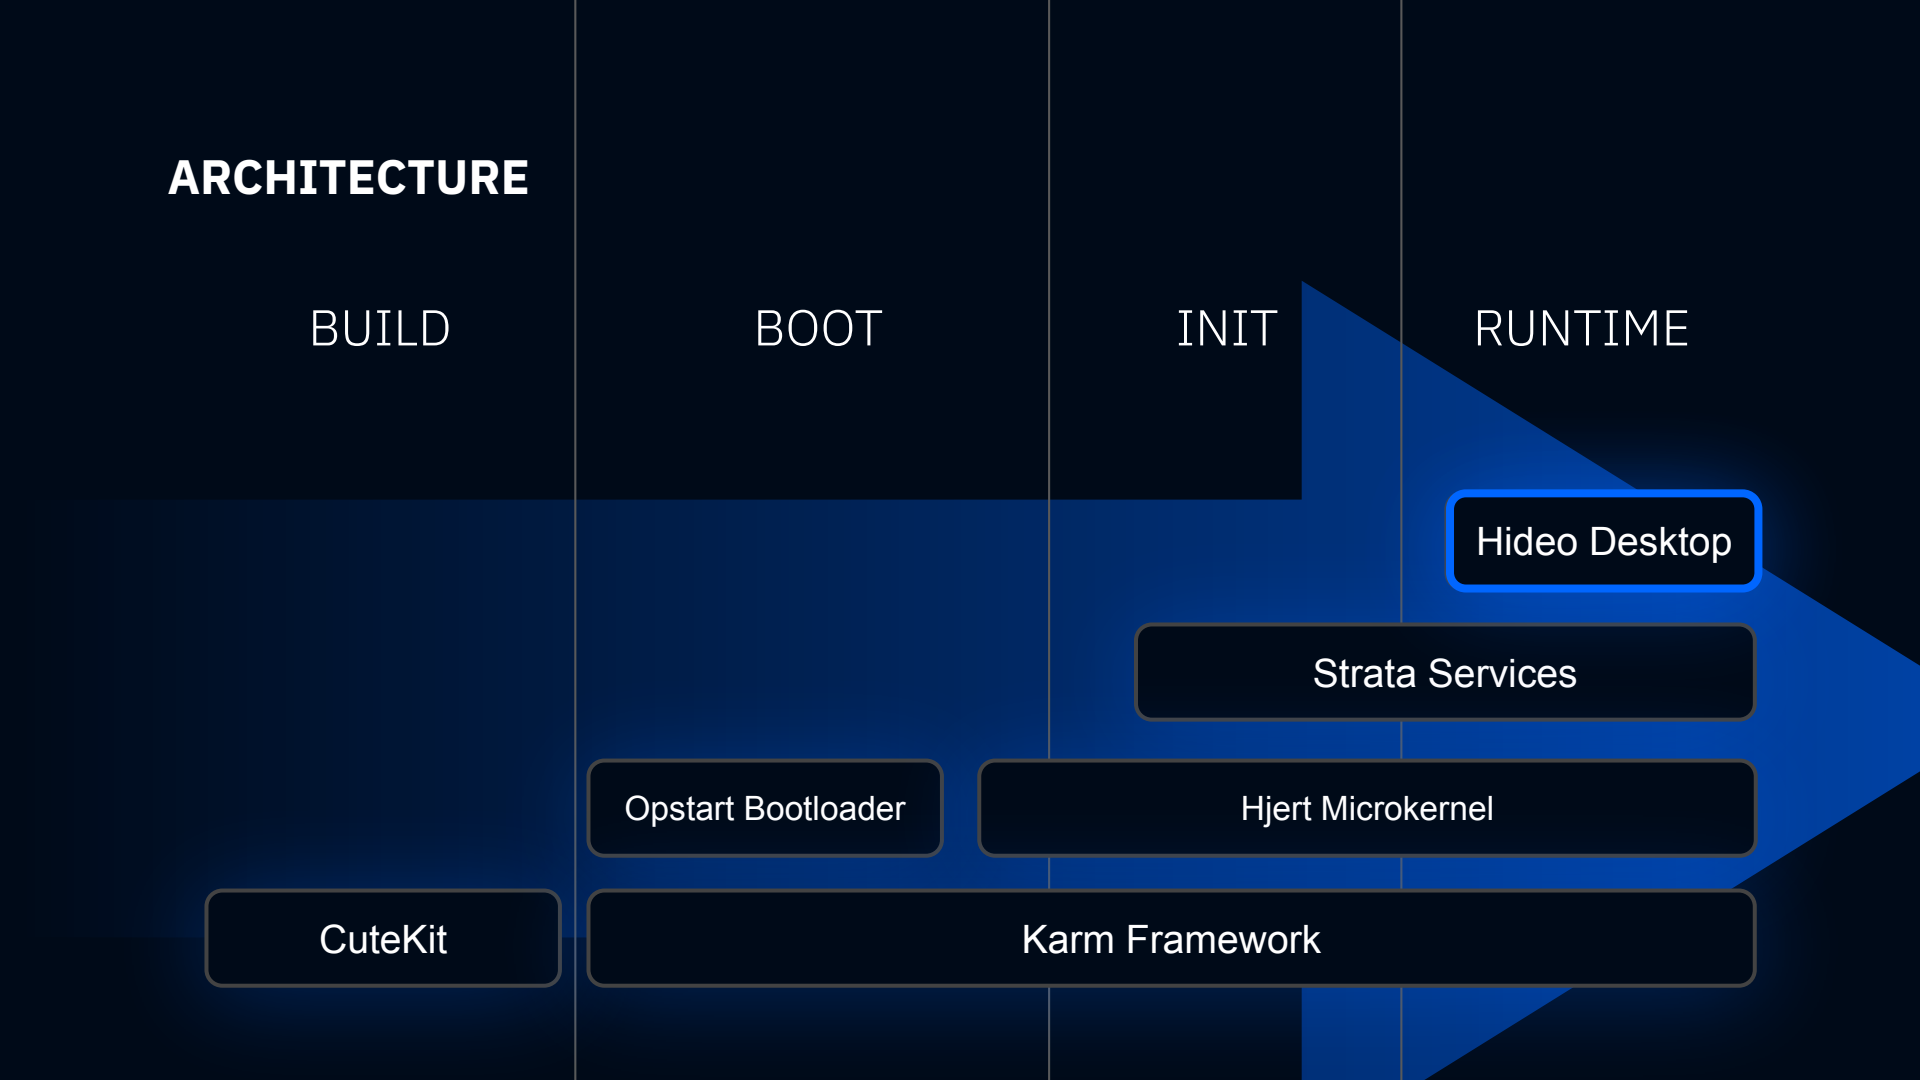 ARCHITECTURE
BUILD
BOOT
INIT
RUNTIME
Hideo Desktop
Strata Services
Opstart Bootloader
Hjert Microkernel
CuteKit
Karm Framework